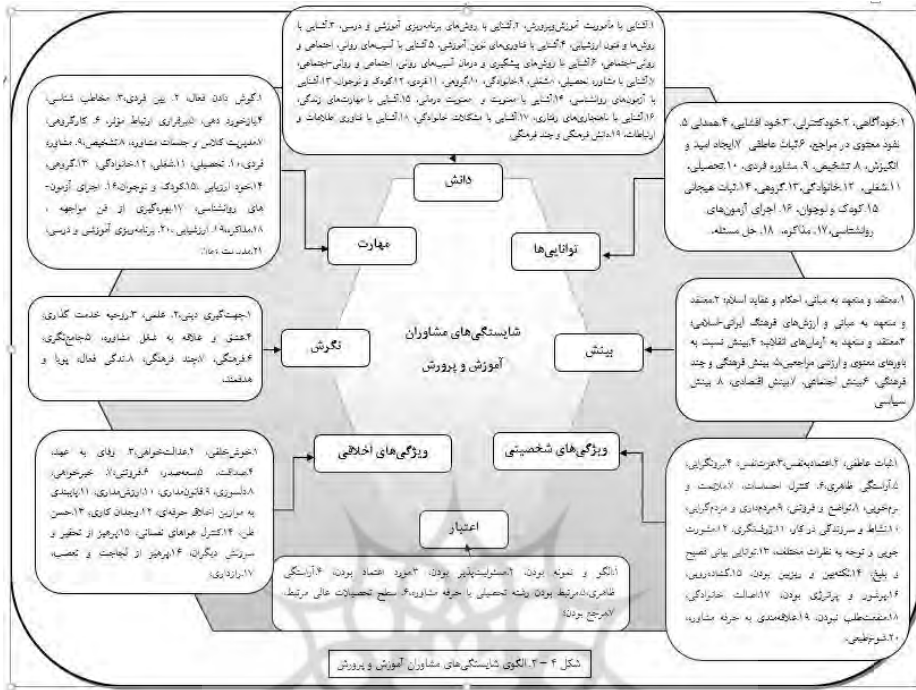 ۱.آشنایی با مأموریت آموزش‌وپرورش، ۲.آشنایی با روش‌های برنامه‌ریزی آموزشی و درسی، ۳.آشنایی با
روش‌ها و فنون ارزشیابی، ۴.آشنایی با فناوری‌های نوین آموزشی، ۵.آشنایی با آسیب‌های روانی، اجتماعی و
روانی-اجتماعی، ۶.آشنایی با روش‌های پیشگیری و درمان آسیب‌های روانی، اجتماعی و روانی-اجتماعی،
۷.آشنایی با مشاوره تحصیلی، ۸.شغلی، ۹.خانوادگی، ۱۰.گروهی، ۱۱.فردی، ۱۲.کودک و نوجوان، ۱۳.آشنایی
با آزمون‌های روانشناسی، ۱۴.آشنایی با معنویت و معنویت درمانی، ۱۵.آشنایی با مهارت‌های زندگی،
۱۶.آشنایی با ناهنجاری‌های رفتاری، ۱۷.آشنایی با مشکلات خانوادگی، ۱۸.آشنایی با فناوری اطلاعات و
ارتباطات، ۱۹.دانش فرهنگی و چند فرهنگی.
دانش
۱.خودآگاهی، ۲.خودکنترلی، ۳.خود افشایی، ۴.همدلی ۵.
نفوذ معنوی در مراجع، ۶.ثبات عاطفی ۷.ایجاد امید و
انگیزش، ۸. تشخیص، ۹. مشاوره فردی، ۱۰.تحصیلی،
۱۱.شغلی، ۱۲.خانوادگی، ۱۳.گروهی، ۱۴.ثبات هیجانی
۱۵.کودک و نوجوان، ۱۶. اجرای آزمون‌های
روانشناسی، ۱۷. مذاکره، ۱۸. حل مسئله.
توانایی‌ها
۱.گوش دادن فعال، ۲. بین فردی، ۳. مخاطب شناسی،
۴.بازخورد دهی، ۵.برقراری ارتباط مؤثر، ۶. کارگروهی،
۷.مدیریت کلاس و جلسات مشاوره، ۸.تشخیص، ۹. مشاوره
فردی، ۱۰. تحصیلی، ۱۱.شغلی، ۱۲.خانوادگی، ۱۳.گروهی،
۱۴.خود ارزیابی، ۱۵.کودک و نوجوان، ۱۶. اجرای آزمون-
های روانشناسی، ۱۷.بهره‌گیری از فن مواجهه ،
۱۸.مذاکره، ۱۹. ارزشیابی، ۲۰. برنامه‌ریزی آموزشی و درسی،
۲۱.مدیریت زمان.
مهارت
۱.معتقد و متعهد به مبانی، احکام و عقاید اسلام؛ ۲.معتقد
و متعهد به مبانی و ارزش‌های فرهنگ ایرانی-اسلامی؛
۳.معتقد و متعهد به آرمان‌های انقلاب؛ ۴.بینش نسبت به
باورهای معنوی و ارزشی مراجعین، ۵. بینش فرهنگی و چند
فرهنگی، ۶.بینش اجتماعی، ۷.بینش اقتصادی، ۸. بینش
سیاسی
بینش
شایستگی‌های مشاوران
آموزش و پرورش
نگرش
۱.جهت‌گیری دینی، ۲. علمی، ۳.روحیه خدمت گذاری،
۴.عشق و علاقه به شغل مشاوره، ۵.جامع‌نگری،
۶.فرهنگی، ۷.چند فرهنگی، ۸.زندگی فعال، پویا و
هدفمند.
ویژگی‌های شخصیتی
۱.ثبات عاطفی، ۲.اعتمادبه‌نفس، ۳.عزت‌نفس، ۴.برونگرایی،
۵.آراستگی ظاهری، ۶. کنترل احساسات، ۷.ملایمت و
نرم‌خویی، ۸.تواضع و فروتنی، ۹.مردم‌داری و مردم‌گرایی،
۱۰.نشاط و سرزندگی در کار، ۱۱.ژرف‌نگری، ۱۲.مشورت
جویی و توجه به نظرات مختلف، ۱۳.توانایی بیانی فصیح
و بلیغ، ۱۴.نکته‌بین و ریزبین بودن، ۱۵.گشاده‌رویی،
۱۶.پرشور و پرانرژی بودن، ۱۷.اصالت خانوادگی،
۱۸.منفعت‌طلب نبودن، ۱۹.علاقه‌مندی به حرفه مشاوره،
۲۰.شوخ‌طبعی.
ویژگی‌های اخلاقی
۱.خوش‌خلقی، ۲.عدالت‌خواهی، ۳. وفای به عهد،
۴.صداقت، ۵.سعه‌صدر، ۶.فروتنی، ۷. خیرخواهی،
۸.دلسوزی، ۹.قانون‌مداری، ۱۰.ارزش‌مداری، ۱۱.پایبندی
به موازین اخلاق حرفه‌ای، ۱۲.وجدان کاری، ۱۳.حسن
ظن، ۱۴.کنترل هواهای نفسانی، ۱۵.پرهیز از تحقیر و
سرزنش دیگران، ۱۶.پرهیز از لجاجت و تعصب،
۱۷.رازداری.
اعتبار
۱.الگو و نمونه بودن، ۲.مسئولیت‌پذیر بودن، ۳.مورد اعتماد بودن، ۴.آراستگی
ظاهری، ۵.مرتبط بودن رشته تحصیلی با حرفه مشاوره، ۶. سطح تحصیلات عالی مرتبط،
۷.مرجع بودن.
شکل ۴ – ۲. الگوی شایستگی‌های مشاوران آموزش و پرورش